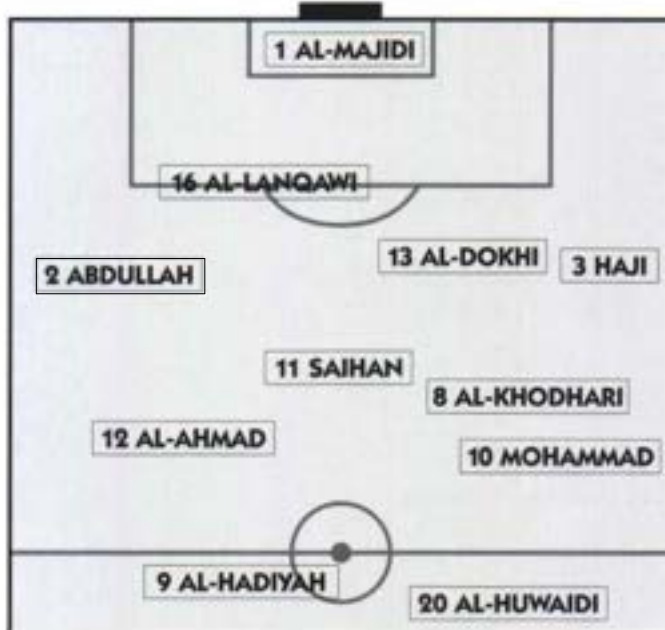 1 AL-MAJIDI
16 AL-LANQAWI
13 AL-DOKHI
3 HAJI
2 ABDULLAH
11 SAIHAN
8 AL-KHODHARI
12 AL-AHMAD
10 MOHAMMAD
9 AL-HADIYAH
20 AL-HUWAIDI